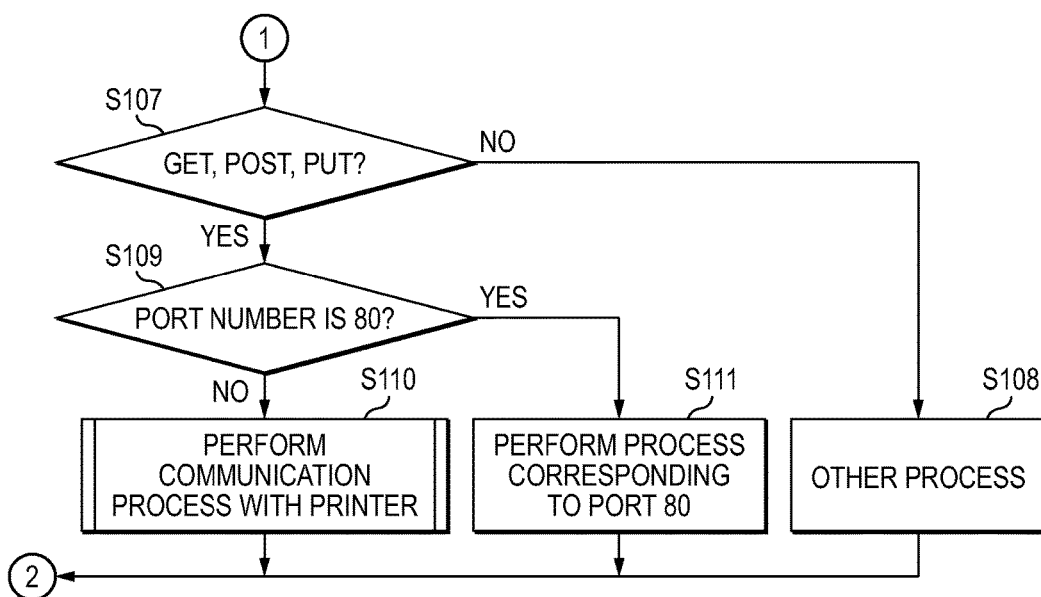 1
S107
GET, POST, PUT?
NO
YES
S109
PORT NUMBER IS 80?
YES
NO
S110
PERFORM
COMMUNICATION
PROCESS WITH PRINTER
S111
PERFORM PROCESS
CORRESPONDING
TO PORT 80
S108
OTHER PROCESS
2